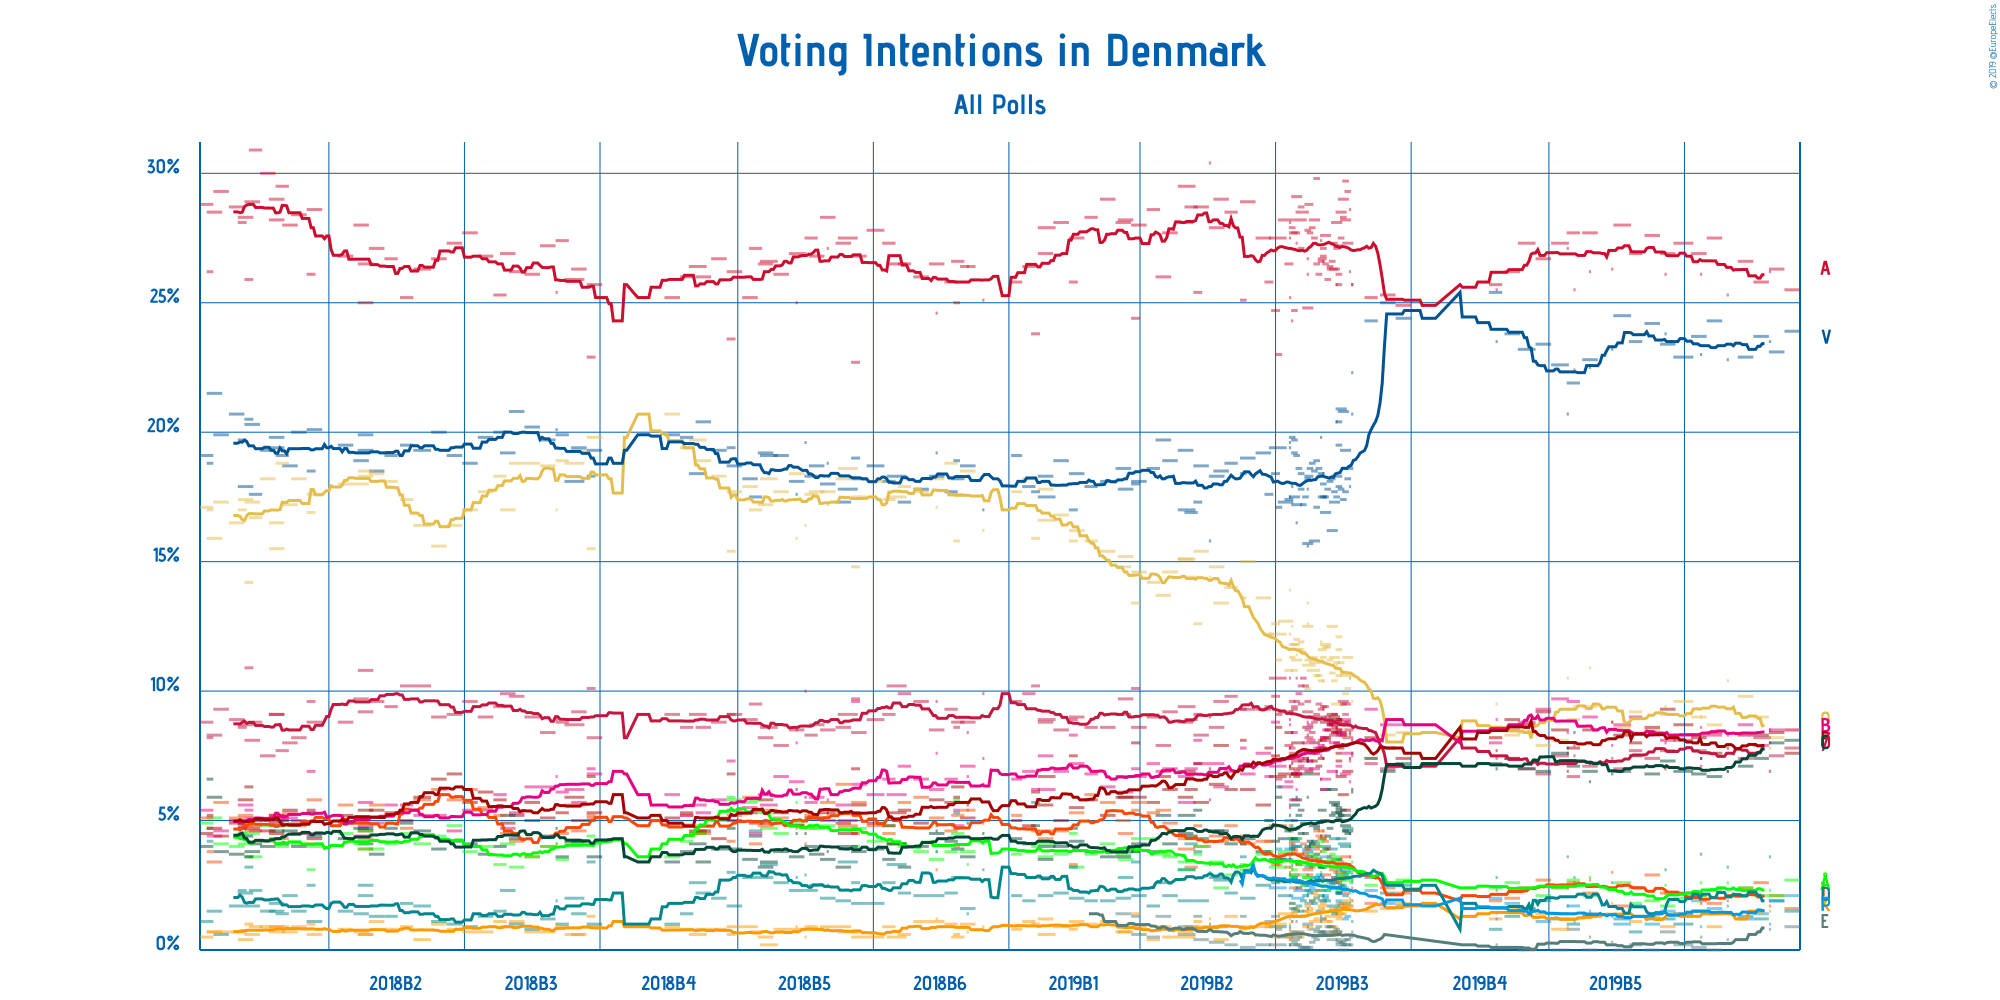 Voting Intentions in Denmark
All Polls
© 2019 @EuropeElects
30%
25%
20%
15%
10%
5%
0%
A
V
B
E
2018B2
2018B3
2018B4
2018B5
2018B6
2019B1
2019B2
2019B3
2019B4
2019B5